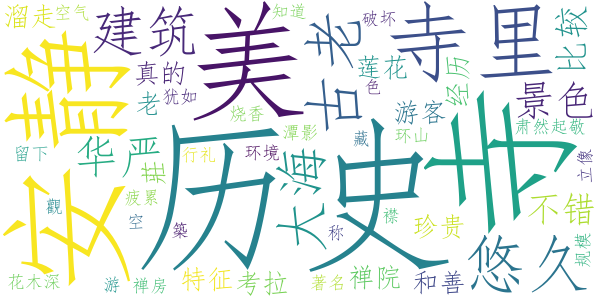 溜走
空气
建筑
美
古老
知道
破坏
寺
里
比较
静
真的
老
犹如
莲花
色
经历
游客
景色
烧香
潭影
藏
环山
肃然起敬
留下
华严
莊
行礼
环境
大海
历史
寺
立像
安
觀
疲累
空
築
称
襟
珍贵
不错
规模
花木深
游
禅房
特征
考拉
著名
禅院
和善
悠久